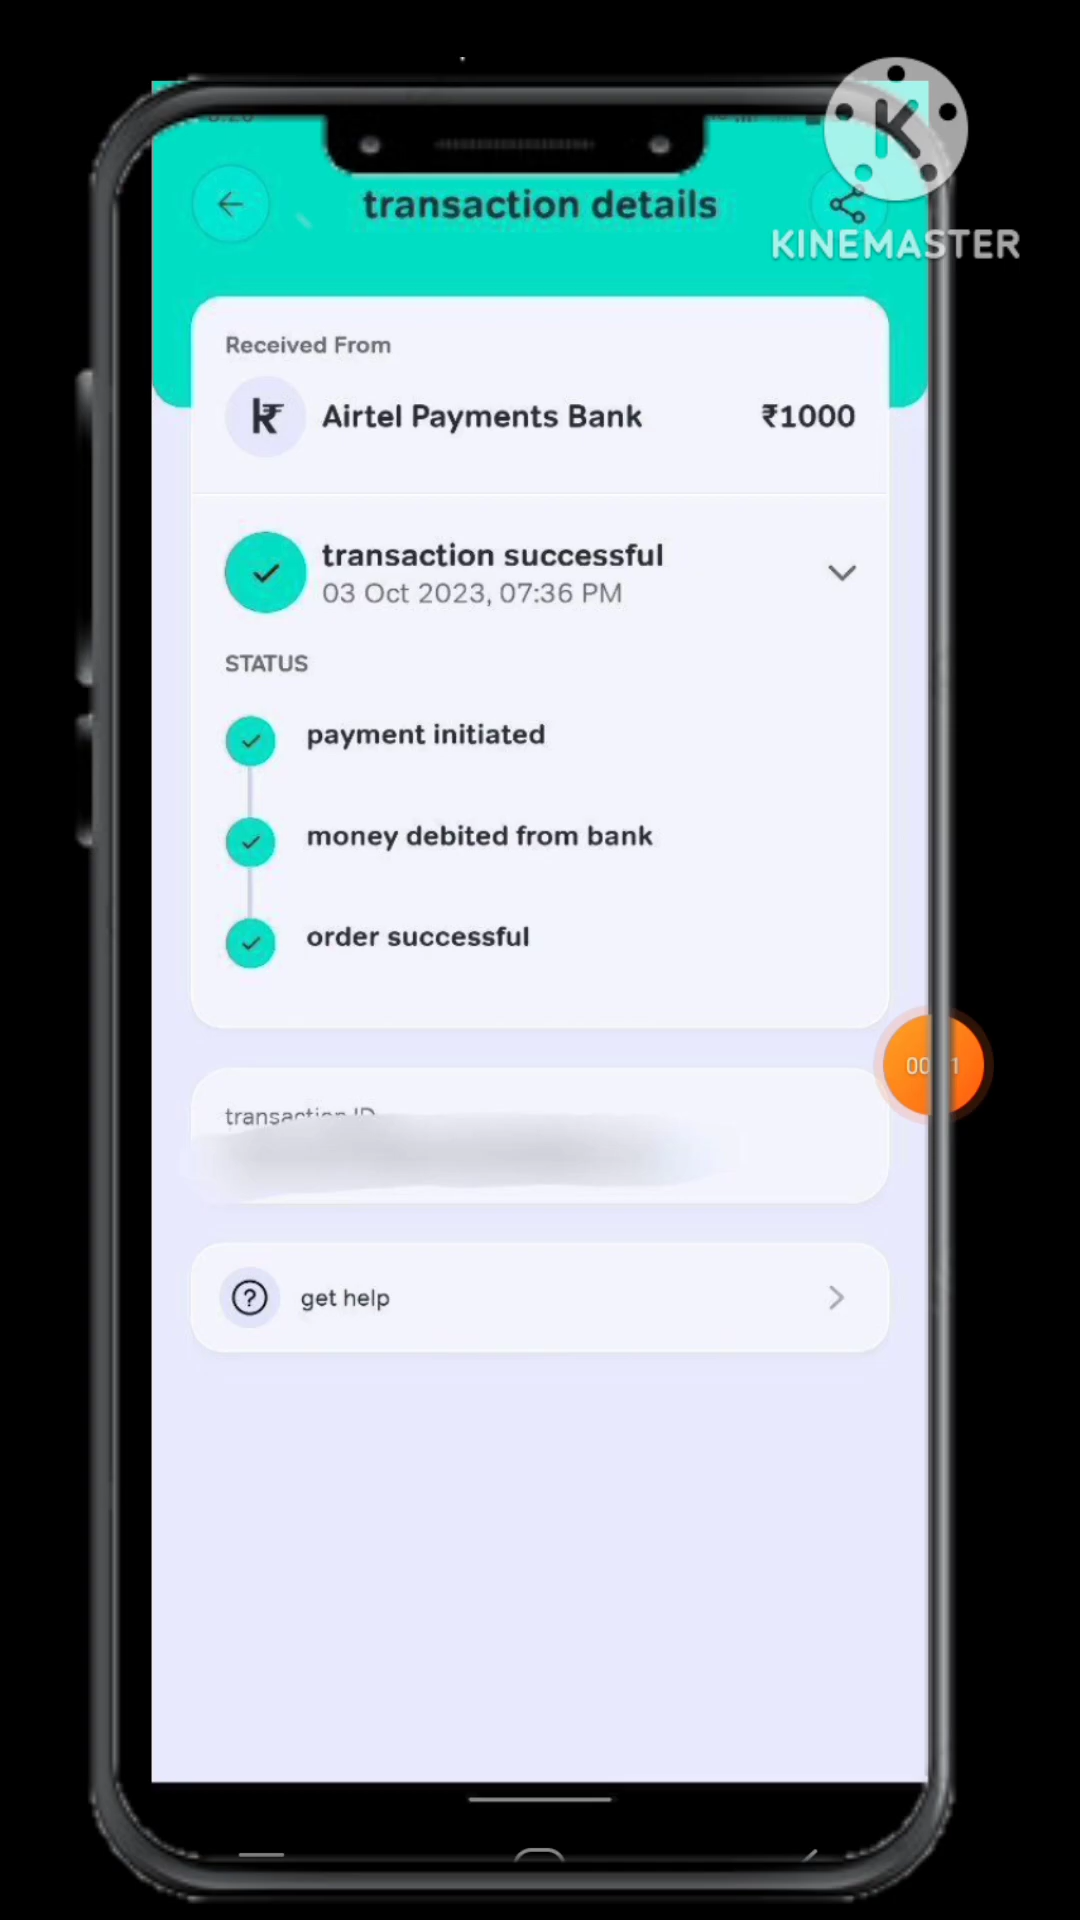 transaction details
KINEMASTER
Received From
Airtel Payments Bank ₹1000
transaction successful
03 Oct 2023, 07:36 PM
STATUS
payment initiated
money debited from bank
order successful
transaction ID
get help